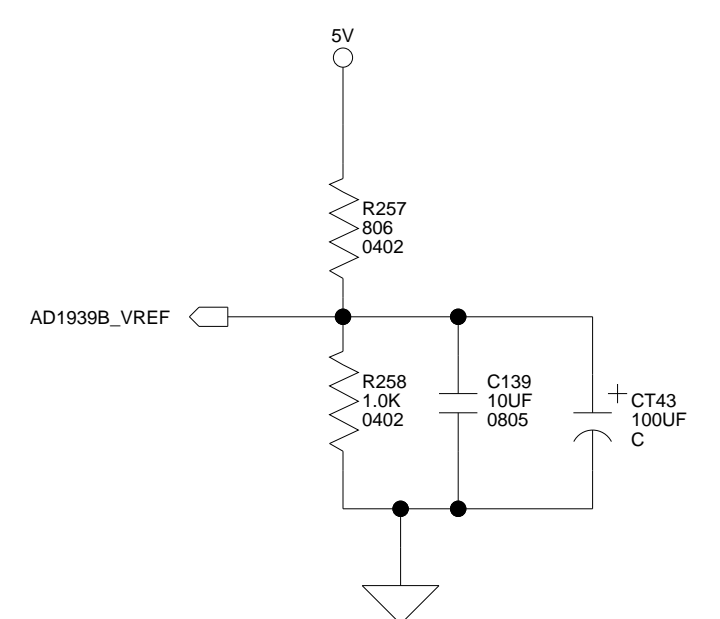 5V
R257
806
0402
AD1939B_VREF
R258
1.0K
0402
C139
10UF
0805
+
CT43
100UF
C